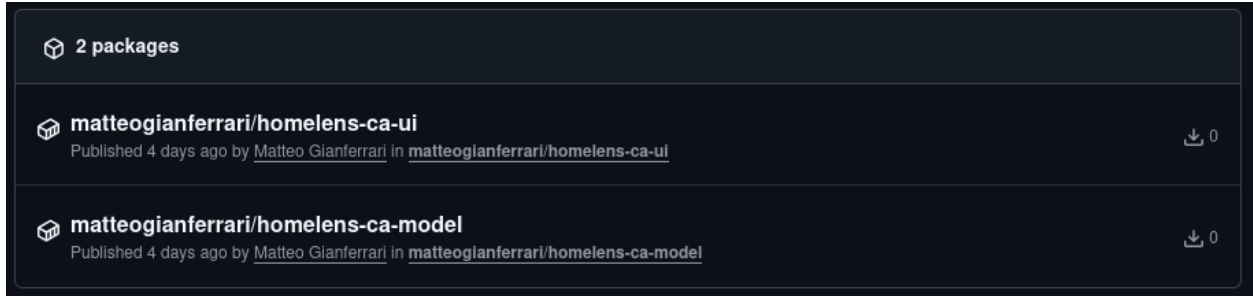 2 packages
matteogianferrari/homelens-ca-ui
Published 4 days ago by Matteo Gianferrari in matteogianferrari/homelens-ca-ui
0
matteogianferrari/homelens-ca-model
Published 4 days ago by Matteo Gianferrari in matteogianferrari/homelens-ca-model
0